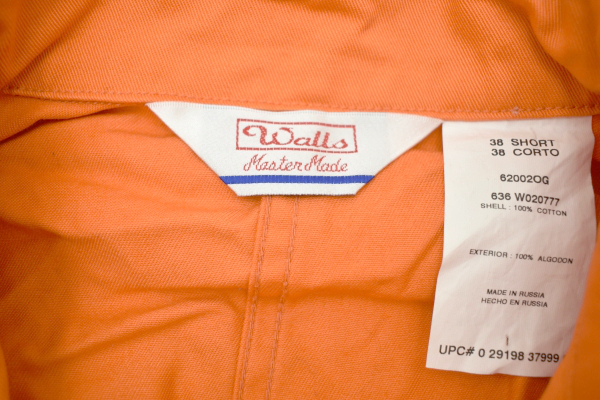 Walls
Master Made
38 SHORT
38 CORTO
62002OG
636 W020777
SHELL : 100% COTTON
EXTERIOR : 100% ALGODON
MADE IN RUSSIA
HECHO EN RUSSIA
UPC# 0 29198 37999